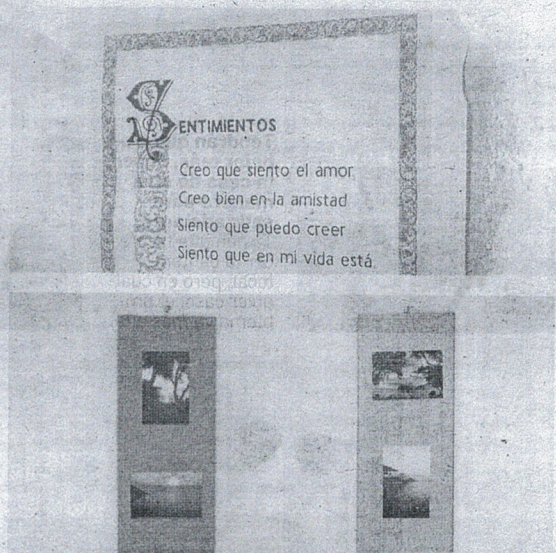 SENTIMIENTOS
Creo que siento el amor
Creo bien en la amistad
Siento que puedo creer
Siento que en mi vida está